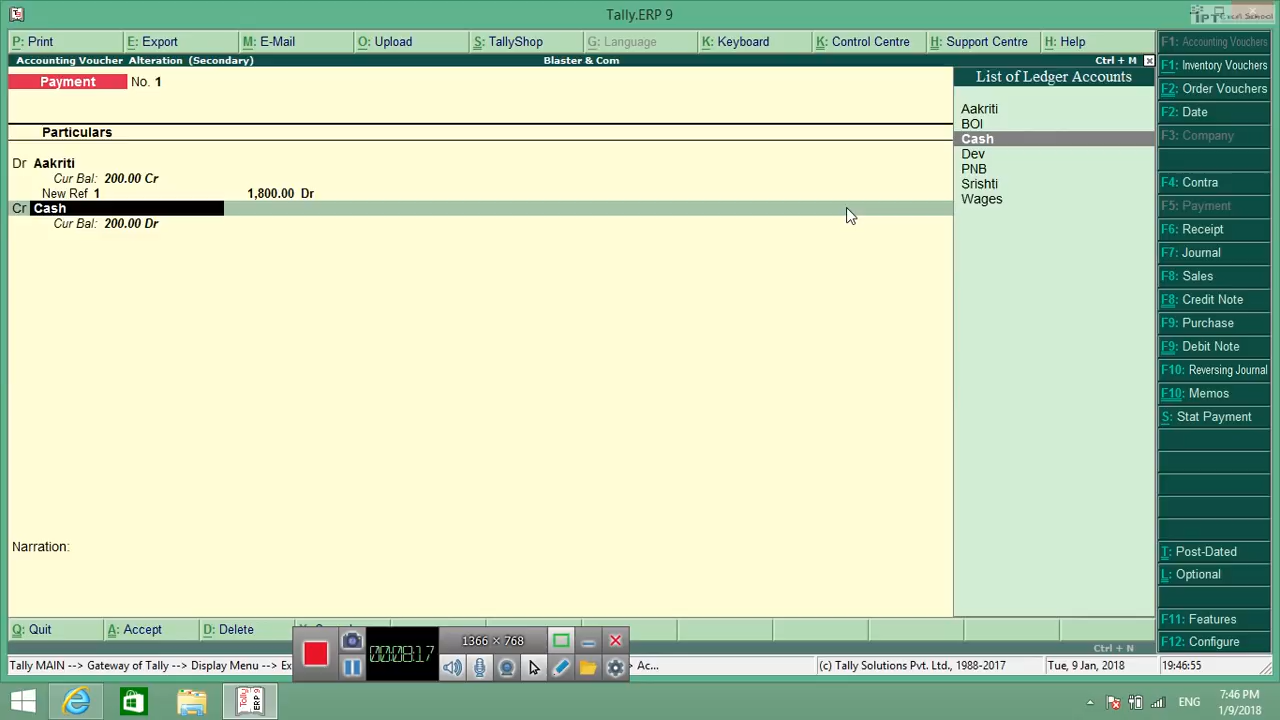 Tally.ERP 9
P: Print
E: Export
M: E-Mail
O: Upload
S: TallyShop
G: Language
K: Keyboard
K: Control Centre
H: Support Centre
H: Help
Accounting Voucher Alteration (Secondary)
Blaster & Com
Ctrl + M
Payment No. 1
Particulars
Dr Aakriti
Cur Bal: 200.00 Cr
New Ref 1 1,800.00 Dr
Cr Cash
Cur Bal: 200.00 Dr
Narration:
List of Ledger Accounts
Aakriti
BOI
Cash
Dev
PNB
Srishti
Wages
F1: Accounting Vouchers
F1: Inventory Vouchers
F2: Order Vouchers
F2: Date
F3: Company
F4: Contra
F5: Payment
F6: Receipt
F7: Journal
F8: Sales
F8: Credit Note
F9: Purchase
F9: Debit Note
F10: Reversing Journal
F10: Memos
S: Stat Payment
T: Post-Dated
L: Optional
F11: Features
F12: Configure
Q: Quit
A: Accept
D: Delete
1366 × 768
00:08:17
Ctrl + N
Tally MAIN --> Gateway of Tally --> Display Menu --> Ex
Ac...
(c) Tally Solutions Pvt. Ltd., 1988-2017
Tue, 9 Jan, 2018
19:46:55
Tally
ERP 9
ENG
7:46 PM
1/9/2018